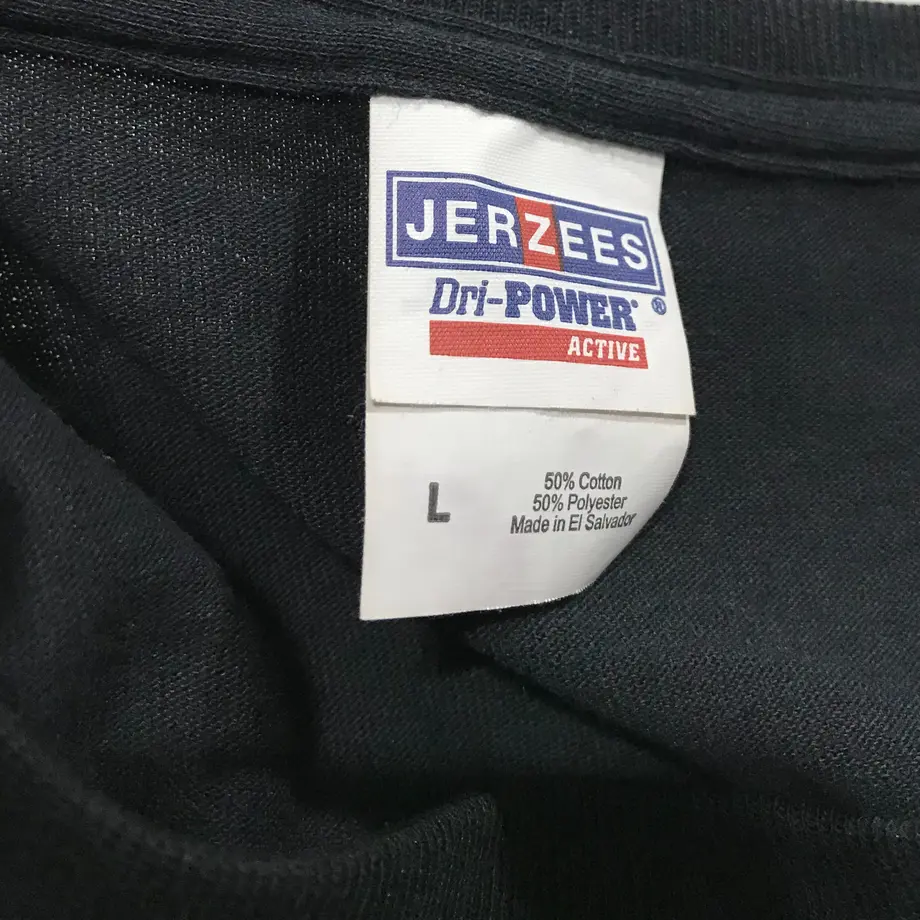 JERZEES
Dri-POWER®
ACTIVE
L
50% Cotton
50% Polyester
Made in El Salvador